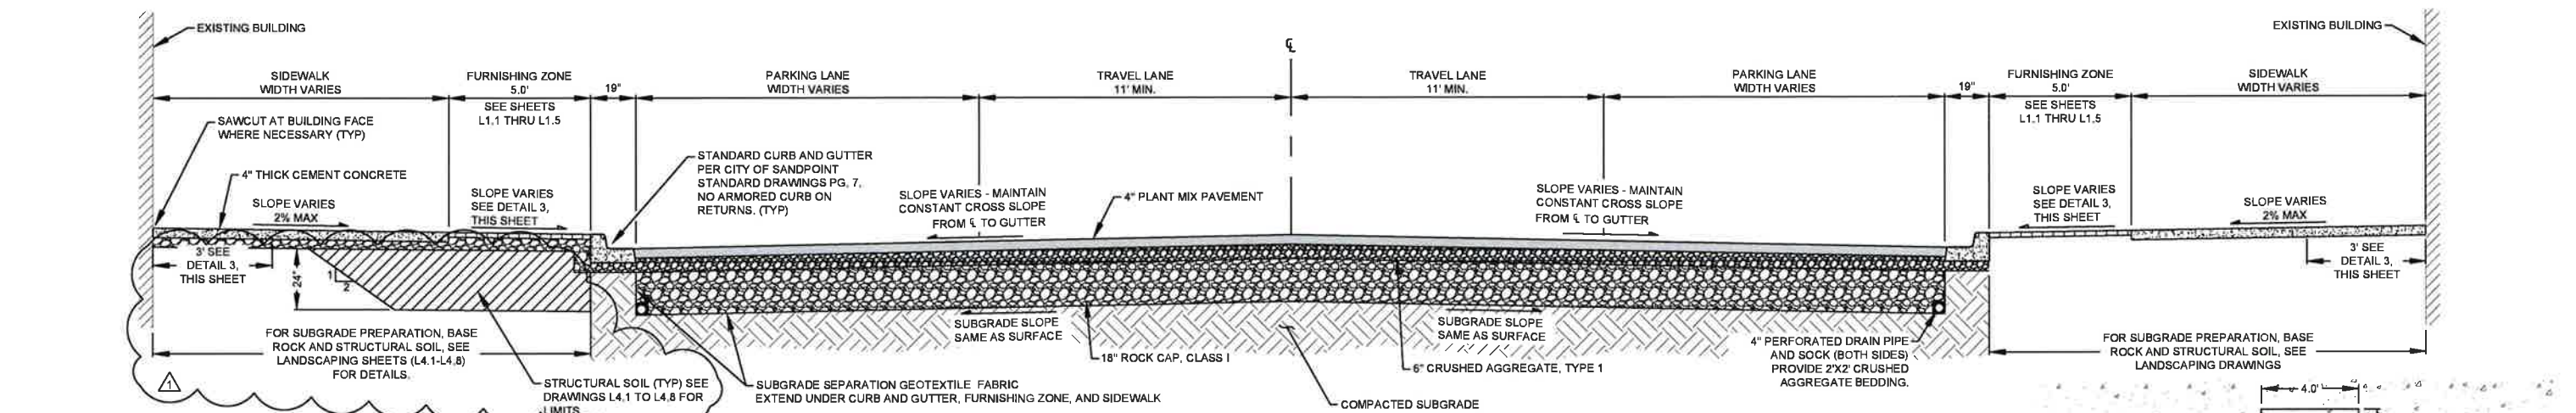 EXISTING BUILDING
EXISTING BUILDING
℄
SIDEWALK
WIDTH VARIES
FURNISHING ZONE
5.0'
SEE SHEETS
L1.1 THRU L1.5
19"
PARKING LANE
WIDTH VARIES
TRAVEL LANE
11' MIN.
TRAVEL LANE
11' MIN.
PARKING LANE
WIDTH VARIES
19"
FURNISHING ZONE
5.0'
SEE SHEETS
L1.1 THRU L1.5
SIDEWALK
WIDTH VARIES
SAWCUT AT BUILDING FACE
WHERE NECESSARY (TYP)
4" THICK CEMENT CONCRETE
SLOPE VARIES
2% MAX
SLOPE VARIES
SEE DETAIL 3,
THIS SHEET
STANDARD CURB AND GUTTER
PER CITY OF SANDPOINT
STANDARD DRAWINGS PG. 7.
NO ARMORED CURB ON
RETURNS. (TYP)
SLOPE VARIES - MAINTAIN
CONSTANT CROSS SLOPE
FROM ℄ TO GUTTER
4" PLANT MIX PAVEMENT
SLOPE VARIES - MAINTAIN
CONSTANT CROSS SLOPE
FROM ℄ TO GUTTER
SLOPE VARIES
SEE DETAIL 3,
THIS SHEET
SLOPE VARIES
2% MAX
3' SEE
DETAIL 3,
THIS SHEET
24"
1
2
3' SEE
DETAIL 3,
THIS SHEET
FOR SUBGRADE PREPARATION, BASE
ROCK AND STRUCTURAL SOIL, SEE
LANDSCAPING SHEETS (L4.1-L4.8)
FOR DETAILS.
1
STRUCTURAL SOIL (TYP) SEE
DRAWINGS L4.1 TO L4.8 FOR
LIMITS
SUBGRADE SEPARATION GEOTEXTILE FABRIC
EXTEND UNDER CURB AND GUTTER, FURNISHING ZONE, AND SIDEWALK
SUBGRADE SLOPE
SAME AS SURFACE
18" ROCK CAP, CLASS I
SUBGRADE SLOPE
SAME AS SURFACE
6" CRUSHED AGGREGATE, TYPE 1
COMPACTED SUBGRADE
4" PERFORATED DRAIN PIPE
AND SOCK (BOTH SIDES)
PROVIDE 2'X2' CRUSHED
AGGREGATE BEDDING.
FOR SUBGRADE PREPARATION, BASE
ROCK AND STRUCTURAL SOIL, SEE
LANDSCAPING DRAWINGS
4.0'